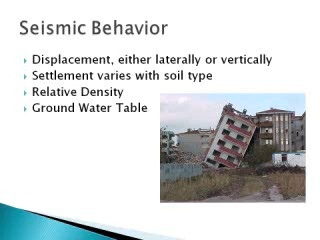 Seismic Behavior
Displacement, either laterally or vertically
Settlement varies with soil type
Relative Density
Ground Water Table